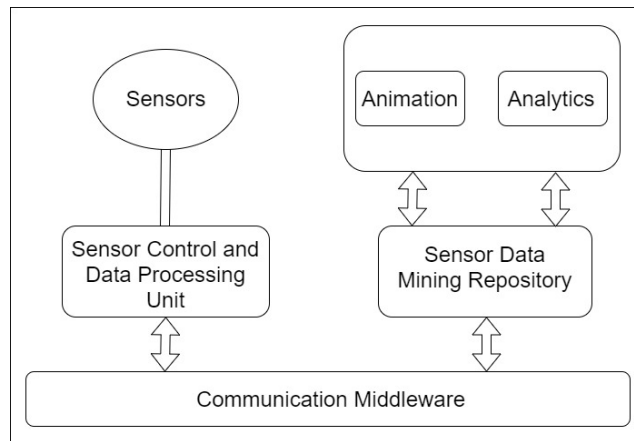 Sensors
Animation
Analytics
Sensor Control and
Data Processing
Unit
Sensor Data
Mining Repository
Communication Middleware